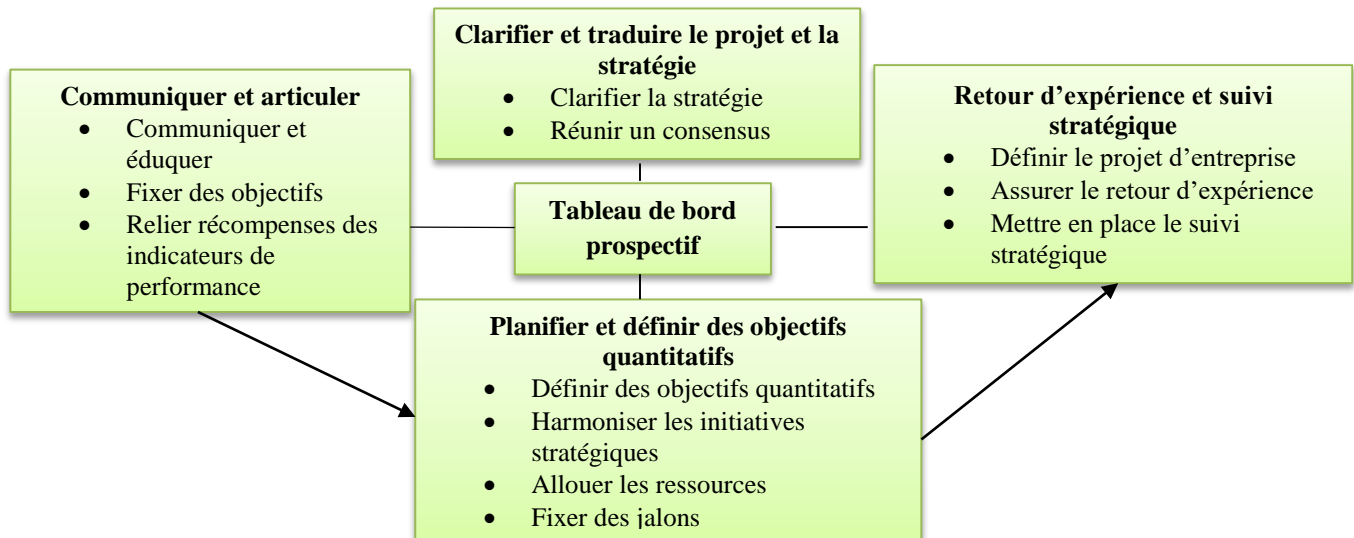 Clarifier et traduire le projet et la
stratégie
• Clarifier la stratégie
• Réunir un consensus
Communiquer et articuler
• Communiquer et
éduquer
• Fixer des objectifs
• Relier récompenses des
indicateurs de
performance
Tableau de bord
prospectif
Retour d’expérience et suivi
stratégique
• Définir le projet d’entreprise
• Assurer le retour d’expérience
• Mettre en place le suivi
stratégique
Planifier et définir des objectifs
quantitatifs
• Définir des objectifs quantitatifs
• Harmoniser les initiatives
stratégiques
• Allouer les ressources
• Fixer des jalons